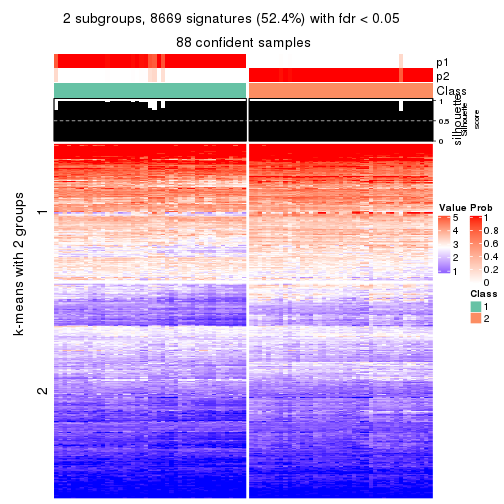 2 subgroups, 8669 signatures (52.4%) with fdr < 0.05
88 confident samples
p1
p2
Class
silhouette
Silhouette
score
1
0.5
0
k-means with 2 groups
1
2
Value
5
4
3
2
1
Prob
1
0.8
0.6
0.4
0.2
0
Class
1
2